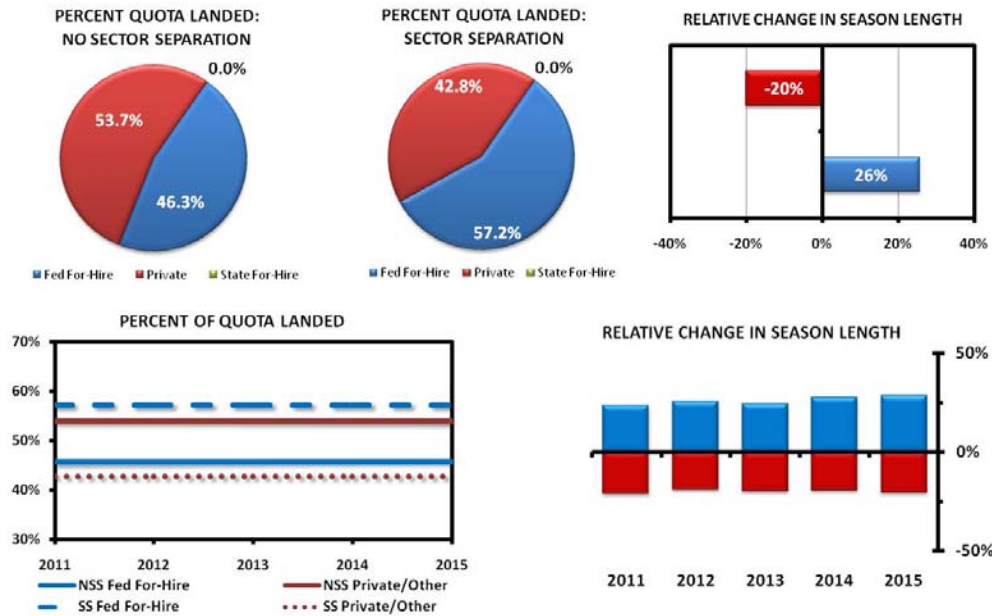 PERCENT QUOTA LANDED:
NO SECTOR SEPARATION
0.0%
53.7%
46.3%
Fed For-Hire Private State For-Hire
PERCENT QUOTA LANDED:
SECTOR SEPARATION
0.0%
42.8%
57.2%
Fed For-Hire Private State For-Hire
RELATIVE CHANGE IN SEASON LENGTH
-20%
26%
-40% -20% 0% 20% 40%
PERCENT OF QUOTA LANDED
70%
60%
50%
40%
30%
2011 2012 2013 2014 2015
NSS Fed For-Hire NSS Private/Other
SS Fed For-Hire SS Private/Other
RELATIVE CHANGE IN SEASON LENGTH
50%
0%
-50%
2011 2012 2013 2014 2015